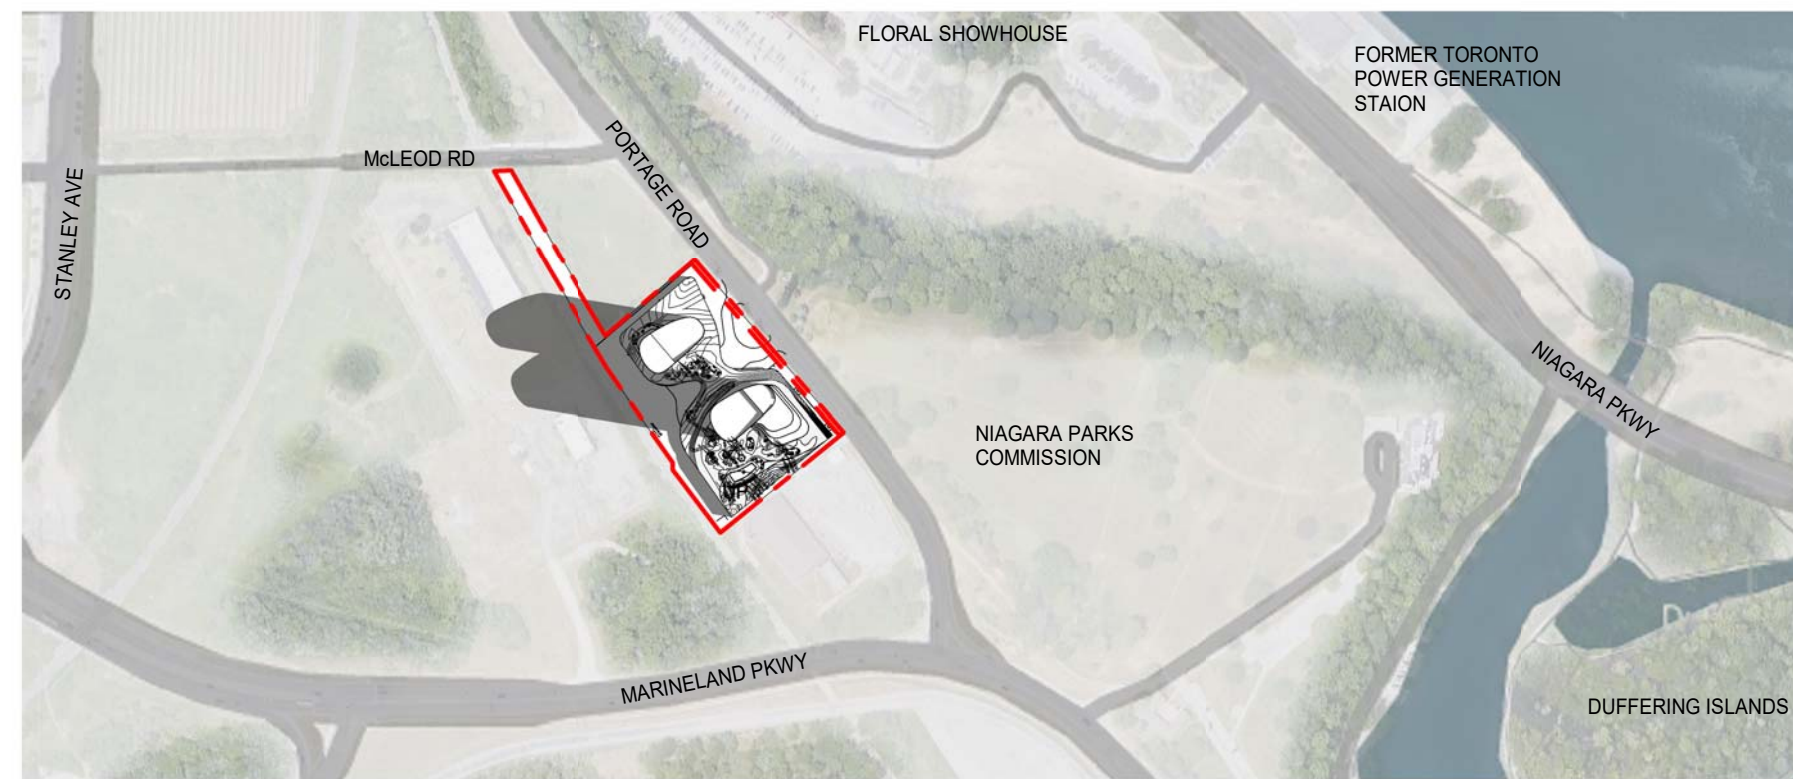 FLORAL SHOWHOUSE
FORMER TORONTO
POWER GENERATION
STAION
McLEOD RD
PORTAGE ROAD
STANLEY AVE
NIAGARA PKWY
NIAGARA PARKS
COMMISSION
MARINELAND PKWY
DUFFERING ISLANDS